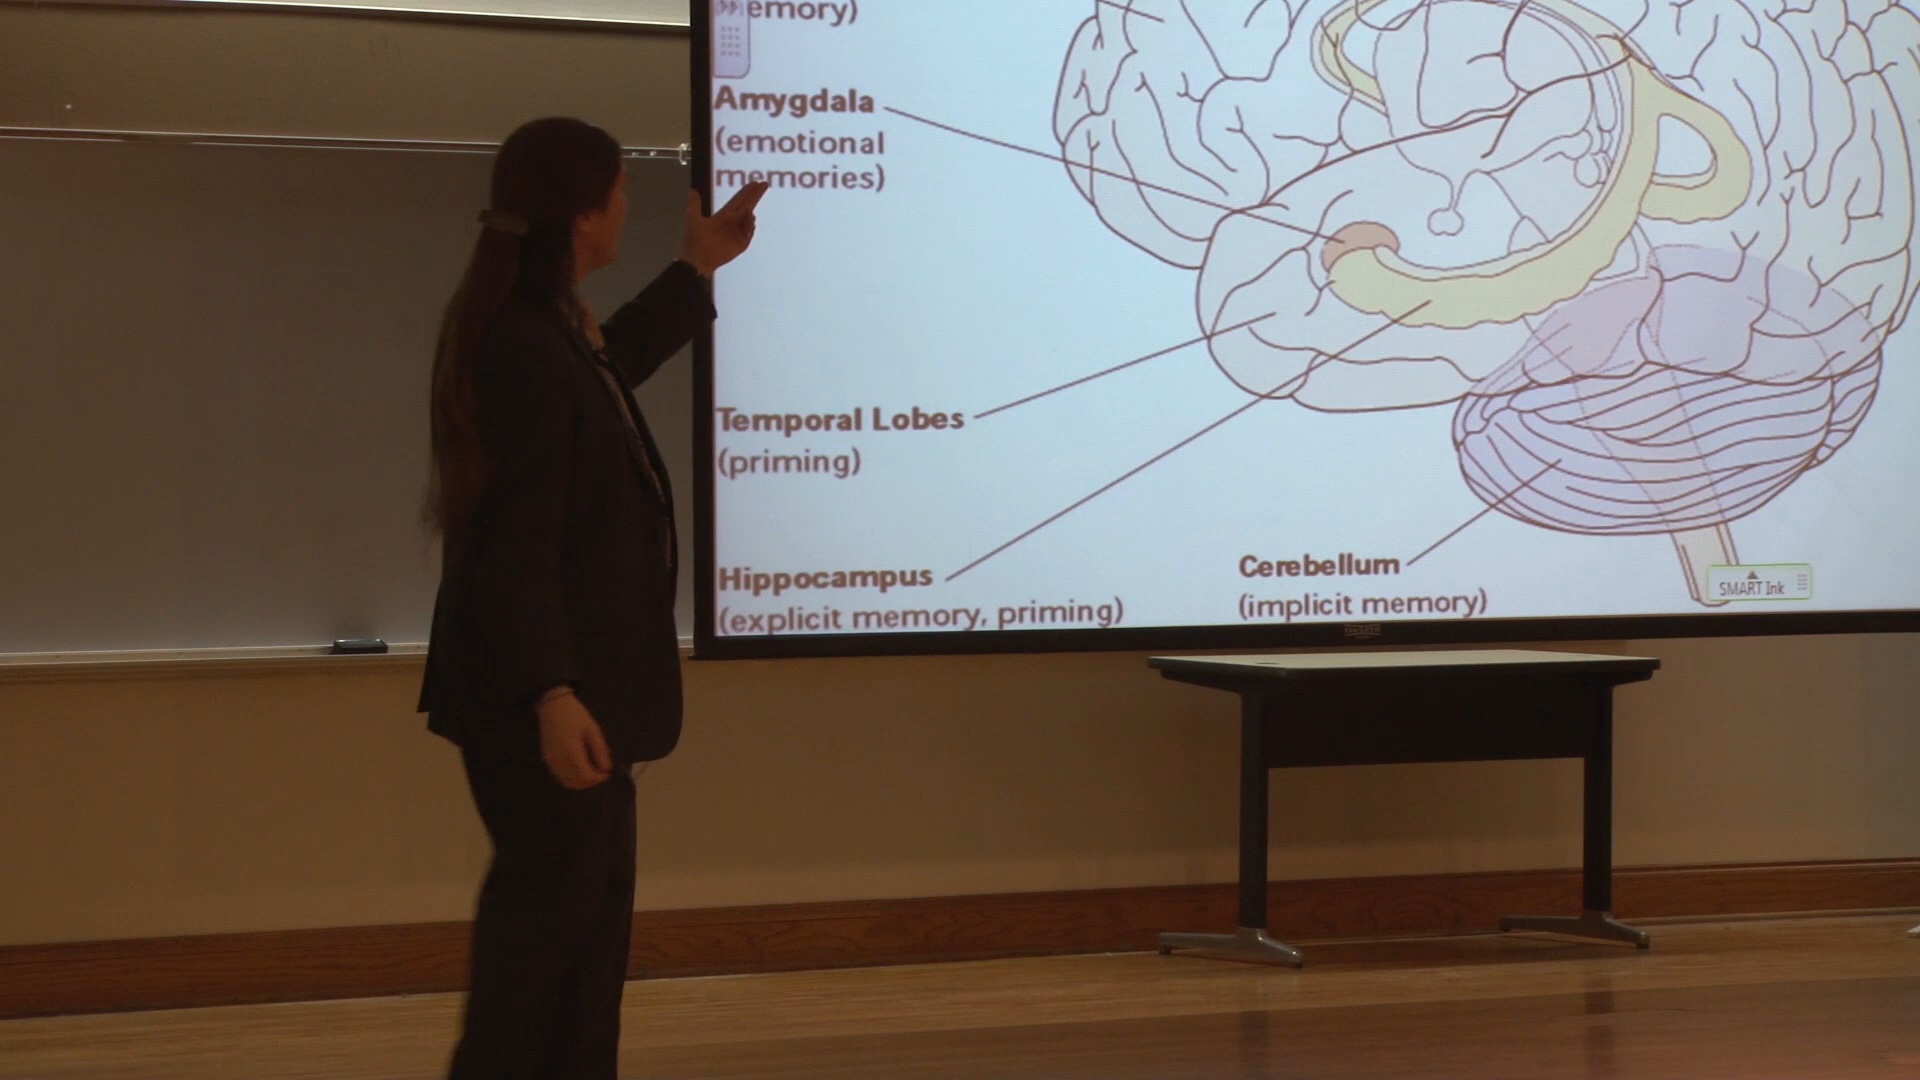 emory)
Amygdala
(emotional
memories)
Temporal Lobes
(priming)
Hippocampus
(explicit memory, priming)
Cerebellum
(implicit memory)
SMART Ink